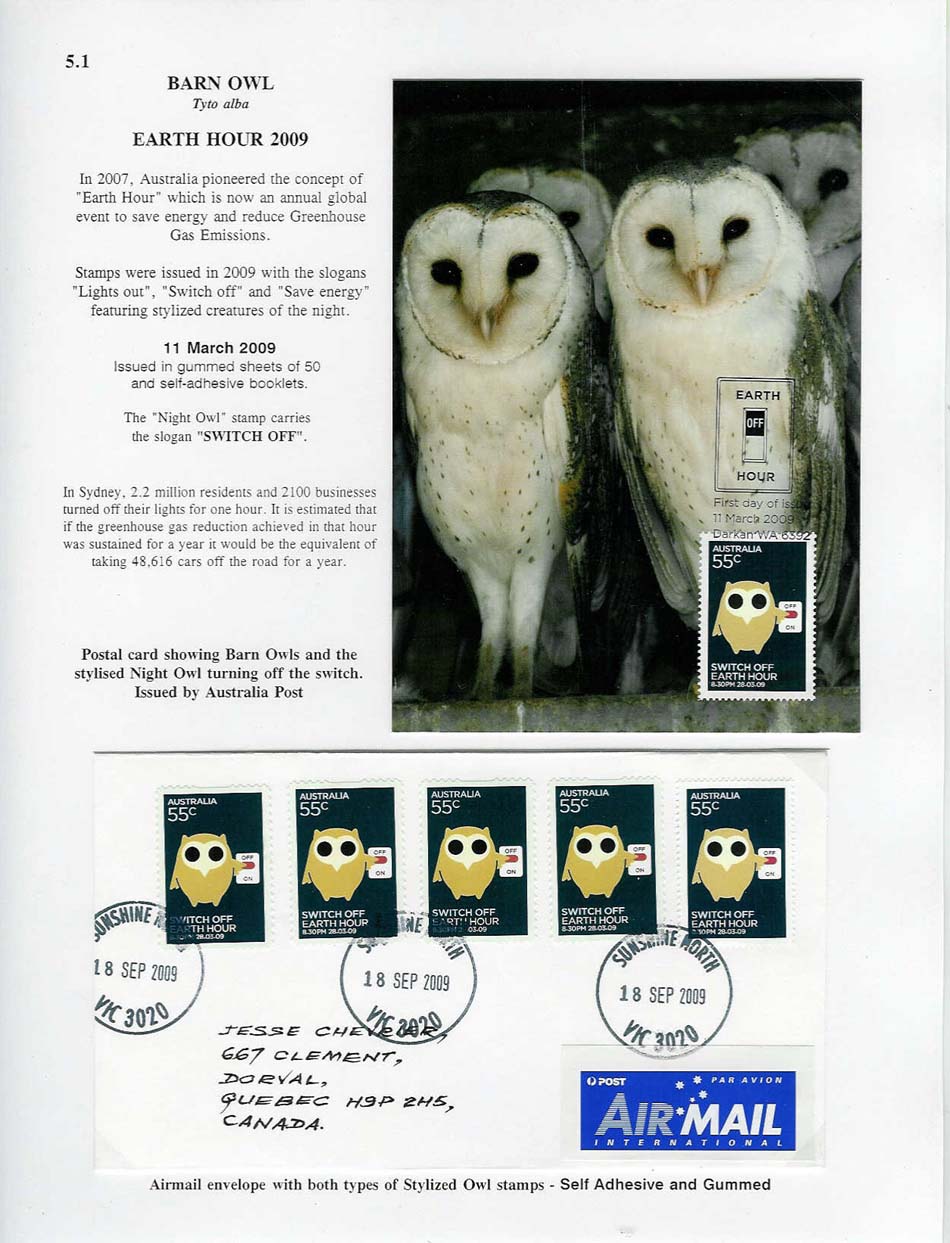 5.1
BARN OWL
Tyto alba
EARTH HOUR 2009
In 2007, Australia pioneered the concept of
"Earth Hour" which is now an annual global
event to save energy and reduce Greenhouse
Gas Emissions.
Stamps were issued in 2009 with the slogans
"Lights out", "Switch off" and "Save energy"
featuring stylized creatures of the night.
11 March 2009
Issued in gummed sheets of 50
and self-adhesive booklets.
The "Night Owl" stamp carries
the slogan "SWITCH OFF".
In Sydney, 2.2 million residents and 2100 businesses
turned off their lights for one hour. It is estimated that
if the greenhouse gas reduction achieved in that hour
was sustained for a year it would be the equivalent of
taking 48,616 cars off the road for a year.
Postal card showing Barn Owls and the
stylised Night Owl turning off the switch.
Issued by Australia Post
EARTH
OFF
HOUR
First day of Issue
11 March 2009
Darkan WA 6392
AUSTRALIA
55c
OFF
ON
SWITCH OFF
EARTH HOUR
8·30PM 28·03·09
AUSTRALIA
55c
OFF
ON
SWITCH OFF
EARTH HOUR
8·30PM 28·03·09
AUSTRALIA
55c
OFF
ON
SWITCH OFF
EARTH HOUR
8·30PM 28·03·09
AUSTRALIA
55c
OFF
ON
SWITCH OFF
EARTH HOUR
AUSTRALIA
55c
OFF
ON
SWITCH OFF
EARTH HOUR
8·30PM 28·03·09
AUSTRALIA
55c
OFF
ON
SWITCH OFF
EARTH HOUR
8·30PM 28·03·09
SUNSHINE
18 SEP 2009
VIC 3020
SUNSHINE NORTH
18 SEP 2009
VIC 3020
SUNSHINE NORTH
18 SEP 2009
VIC 3020
JESSE CHEVRIER,
667 CLEMENT,
DORVAL,
QUEBEC H9P 2H5,
CANADA.
POST PAR AVION
AIR MAIL
INTERNATIONAL
Airmail envelope with both types of Stylized Owl stamps - Self Adhesive and Gummed